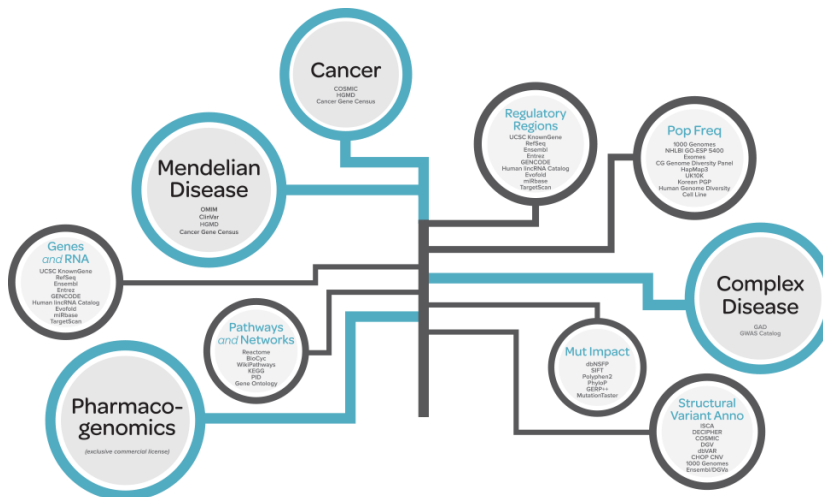 Cancer
COSMIC
HGMD
Cancer Gene Census
Mendelian
Disease
OMIM
ClinVar
HGMD
Cancer Gene Census
Regulatory
Regions
UCSC KnownGene
RefSeq
Ensembl
Entrez
GENCODE
Human lincRNA Catalog
Evofold
miRbase
TargetScan
Pop Freq
1000 Genomes
NHLBI GO-ESP 5400
Exomes
CG Genome Diversity Panel
HapMap3
UK10K
Korean PGP
Human Genome Diversity
Cell Line
Genes
and RNA
UCSC KnownGene
RefSeq
Ensembl
Entrez
GENCODE
Human lincRNA Catalog
Evofold
miRbase
TargetScan
Complex
Disease
GAD
GWAS Catalog
Pathways
and Networks
Reectome
BioCyc
WikiPathways
KEGG
PID
Gene Ontology
Mut Impact
dbNSFP
SIFT
Polyphen2
PhyloP
GERP++
MutationTaster
Pharmaco-
genomics
(exclusive commercial license)
Structural
Variant Anno
ISCA
DECIPHER
COSMIC
DGV
dbVAR
CHOP CNV
1000 Genomes
Ensembl/DGVa